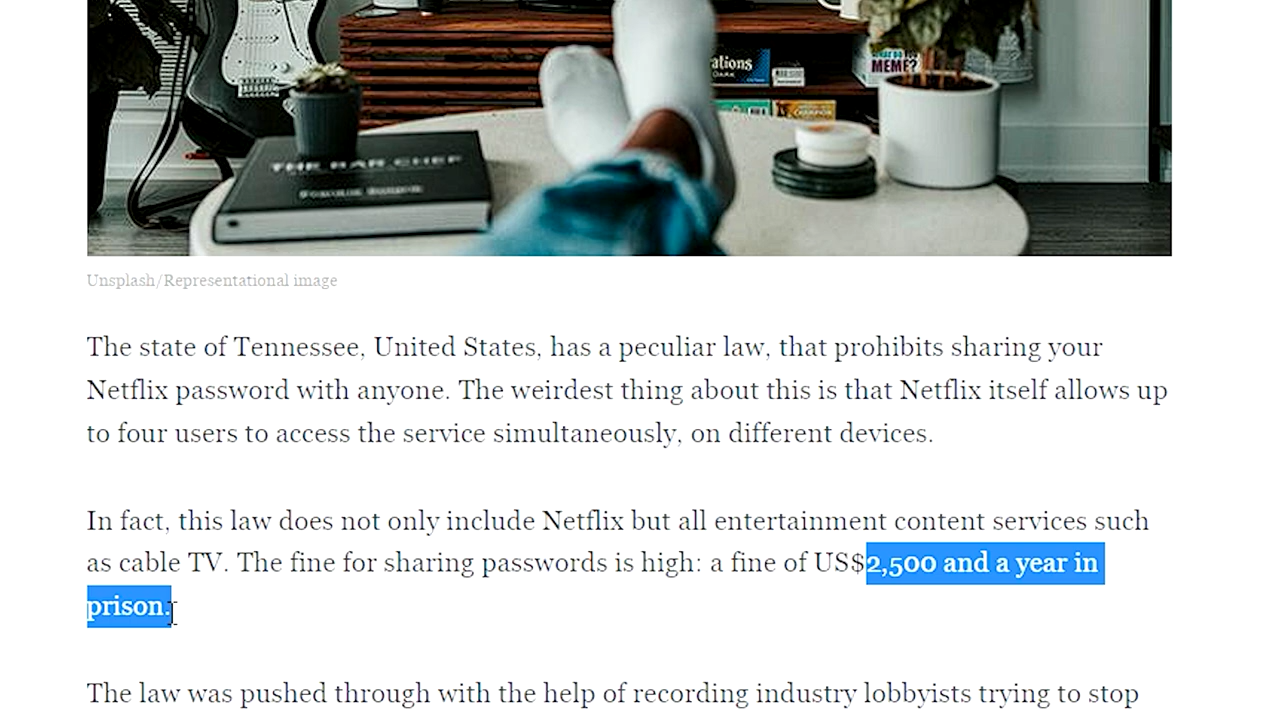 ations
DARK
MEME?
THE BAR CHEF
Unsplash/Representational image
The state of Tennessee, United States, has a peculiar law, that prohibits sharing your
Netflix password with anyone. The weirdest thing about this is that Netflix itself allows up
to four users to access the service simultaneously, on different devices.
In fact, this law does not only include Netflix but all entertainment content services such
as cable TV. The fine for sharing passwords is high: a fine of US$2,500 and a year in
prison.
The law was pushed through with the help of recording industry lobbyists trying to stop